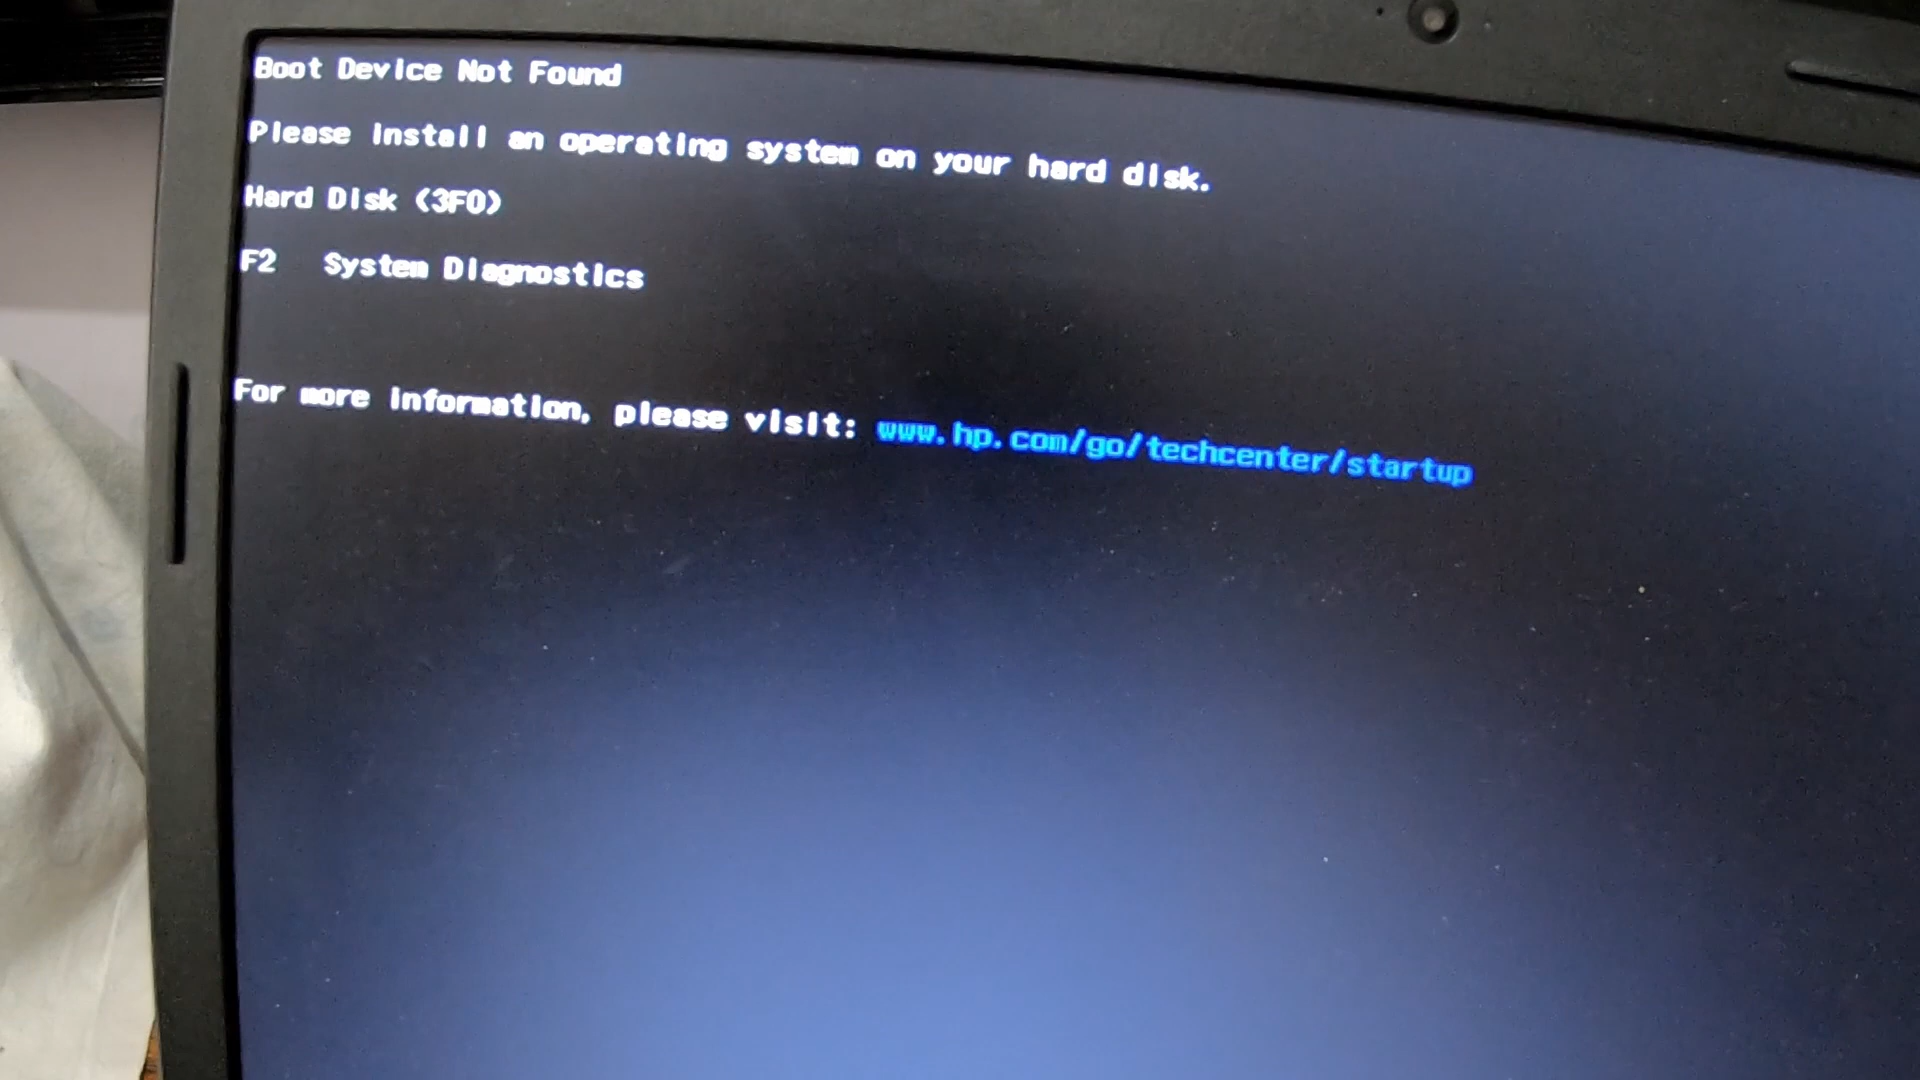 Boot Device Not Found
Please install an operating system on your hard disk.
Hard Disk (3F0)
F2 System Diagnostics
For more information, please visit: www.hp.com/go/techcenter/startup